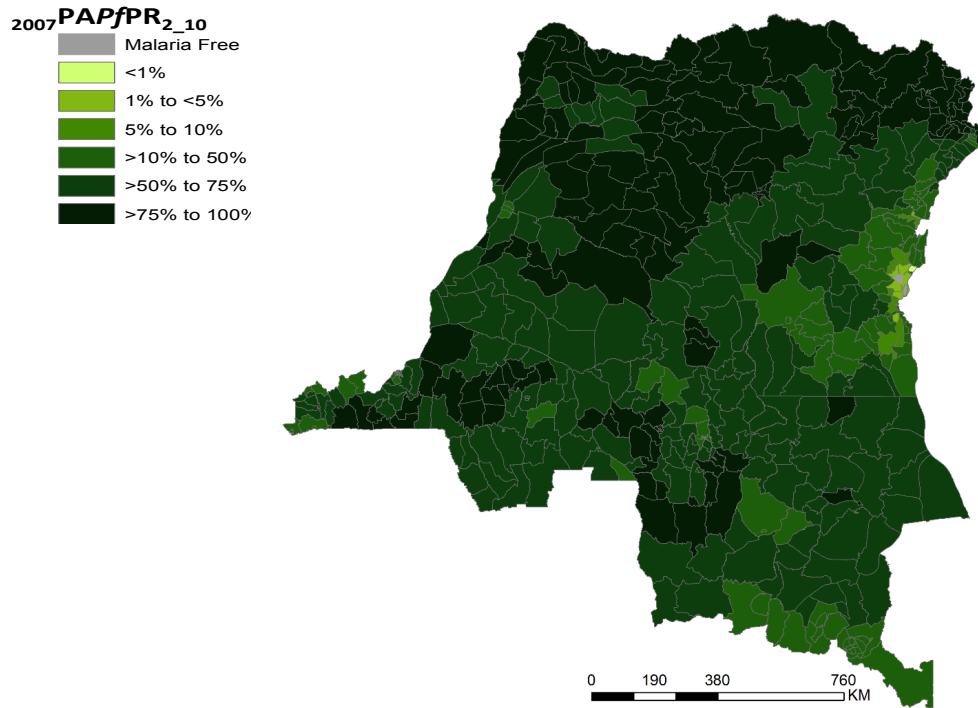 2007PAPfPR2_10
Malaria Free
<1%
1% to <5%
5% to 10%
>10% to 50%
>50% to 75%
>75% to 100%
0 190 380 760
KM